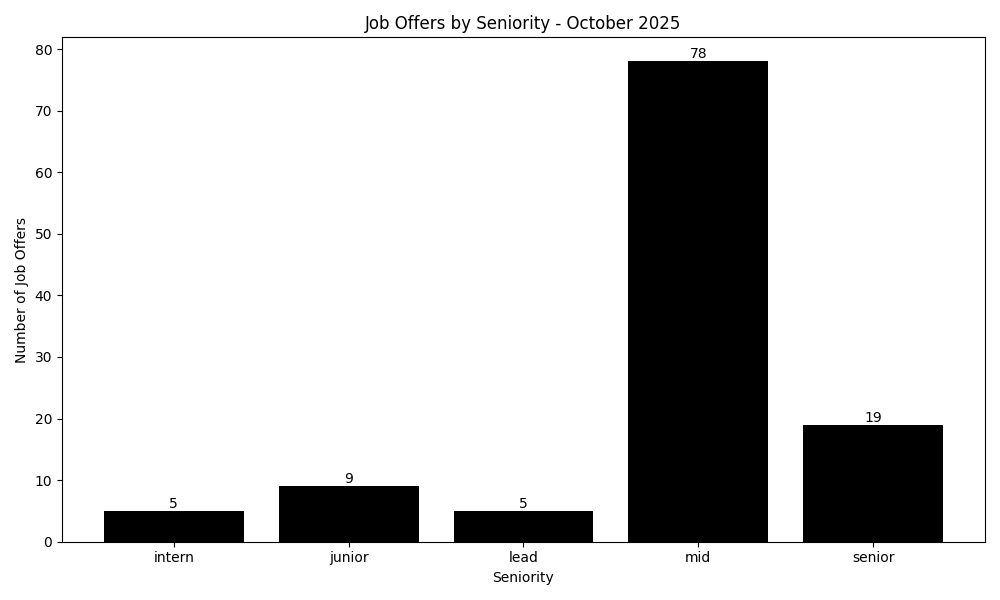 Job Offers by Seniority - October 2025
Number of Job Offers
80
70
60
50
40
30
20
10
0
5
9
5
78
19
intern
junior
lead
mid
senior
Seniority